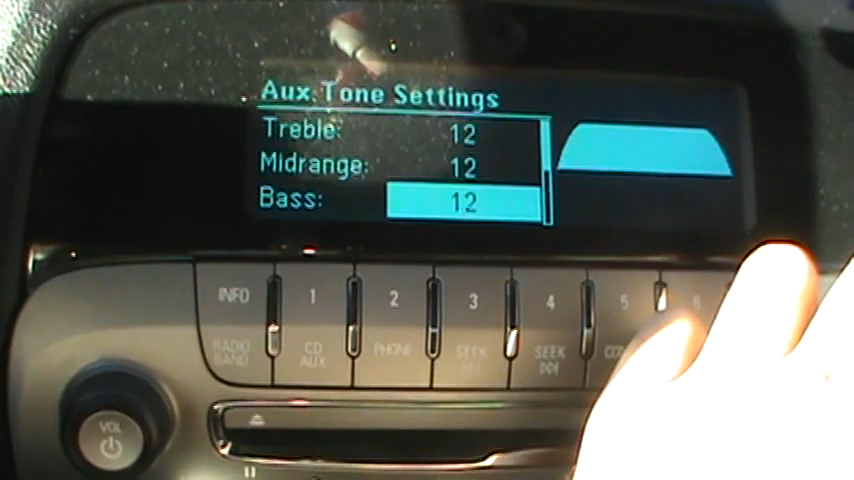 Aux Tone Settings
Treble: 12
Midrange: 12
Bass: 12
INFO 1 2 3 4 5 6
RADIO BAND CD AUX PHONE SEEK SEEK
VOL